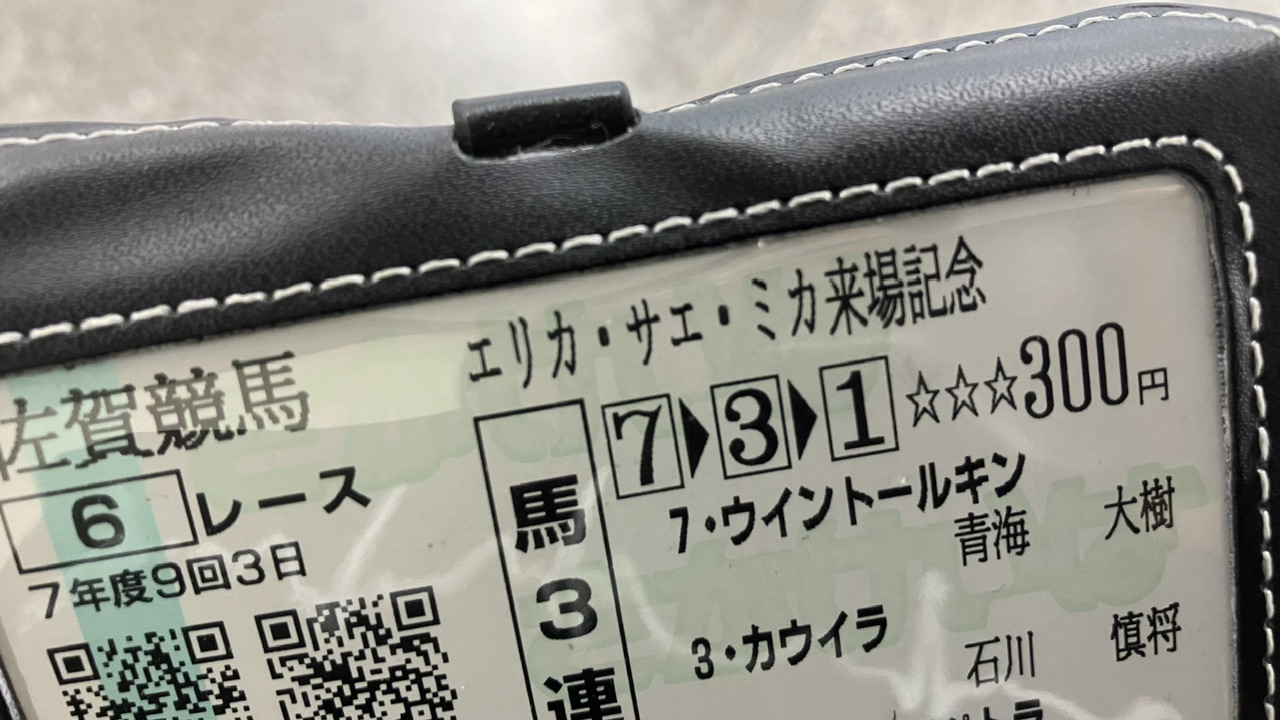 エリカ・サエ・ミカ来場記念
佐賀競馬
6 レース
7年度9回3日
馬3連
7▶3▶1 ☆☆☆300円
7・ウイントールキン
青海 大樹
3・カウイラ
石川 慎将